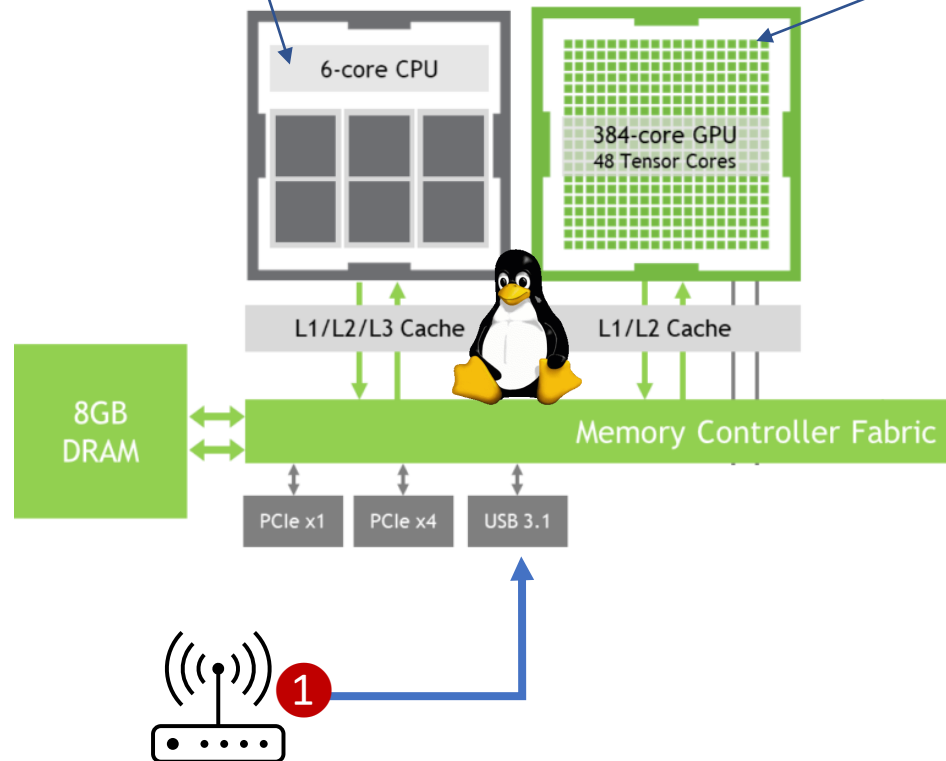 6-core CPU
384-core GPU
48 Tensor Cores
L1/L2/L3 Cache
L1/L2 Cache
8GB
DRAM
Memory Controller Fabric
PCIe x1
PCIe x4
USB 3.1
1